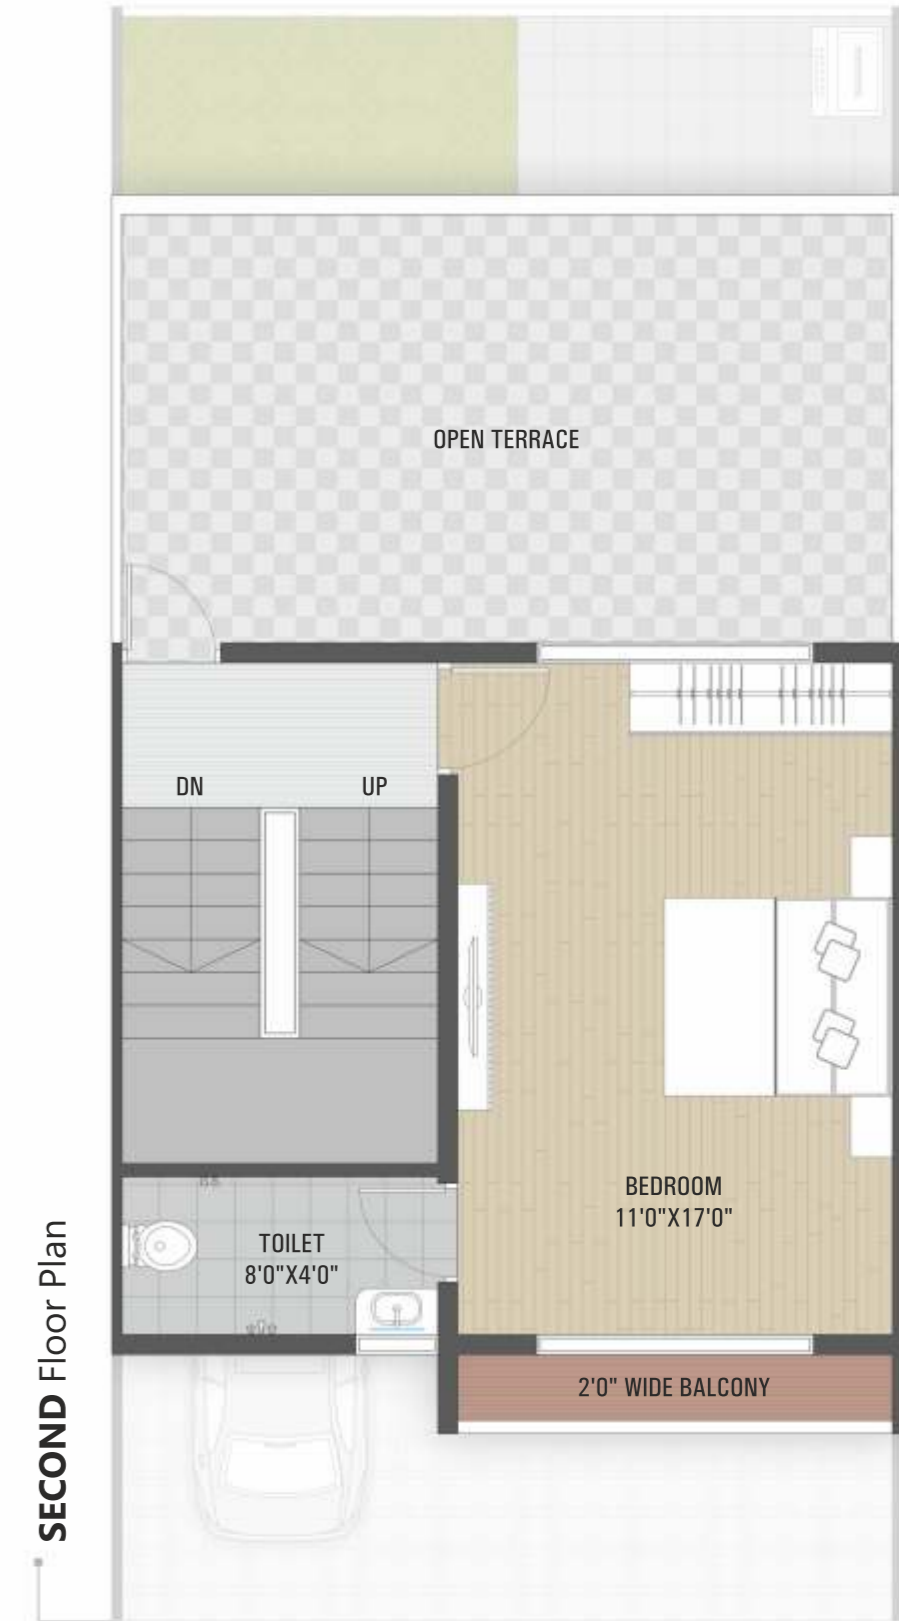 OPEN TERRACE
DN
UP
BEDROOM
11'0"X17'0"
TOILET
8'0"X4'0"
2'0" WIDE BALCONY
SECOND Floor Plan